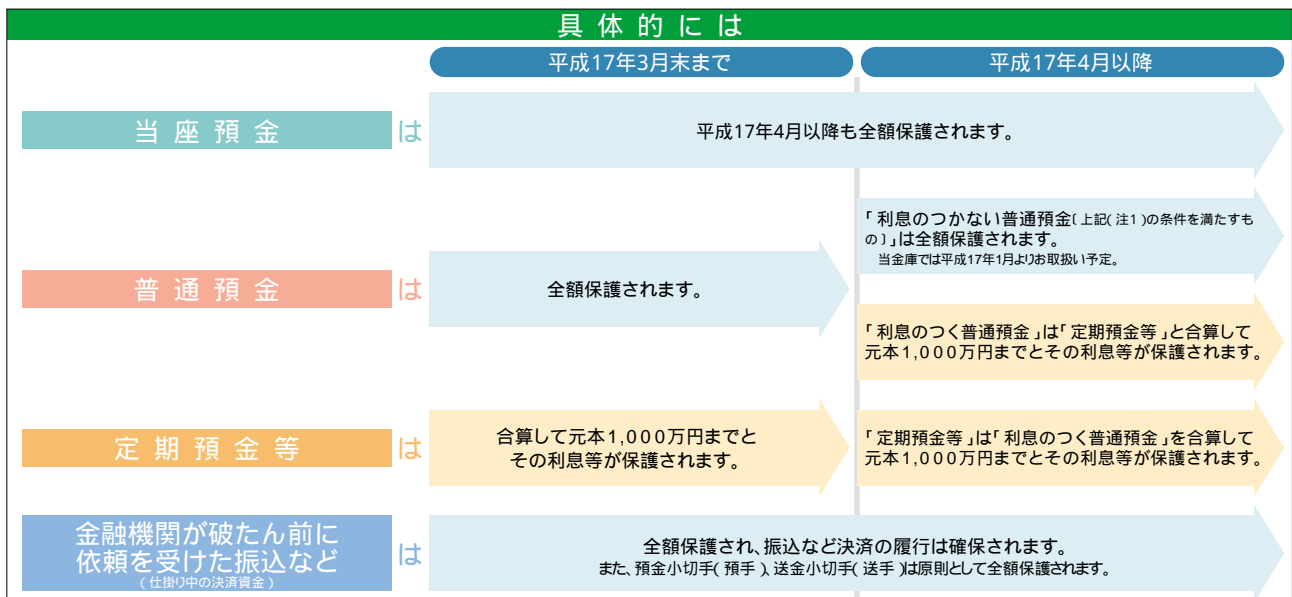 具体的には
平成17年3月末まで
平成17年4月以降
当座預金
は
平成17年4月以降も全額保護されます。
普通預金
は
全額保護されます。
「利息のつかない普通預金〔上記(注1)の条件を満たすも
の〕」は全額保護されます。
当金庫では平成17年1月よりお取扱い予定。
「利息のつく普通預金」は「定期預金等」と合算して
元本1,000万円までとその利息等が保護されます。
定期預金等
は
合算して元本1,000万円までと
その利息等が保護されます。
「定期預金等」は「利息のつく普通預金」を合算して
元本1,000万円までとその利息等が保護されます。
金融機関が破たん前に
依頼を受けた振込など
(仕掛り中の決済資金)
は
全額保護され、振込など決済の履行は確保されます。
また、預金小切手(預手)、送金小切手(送手)は原則として全額保護されます。